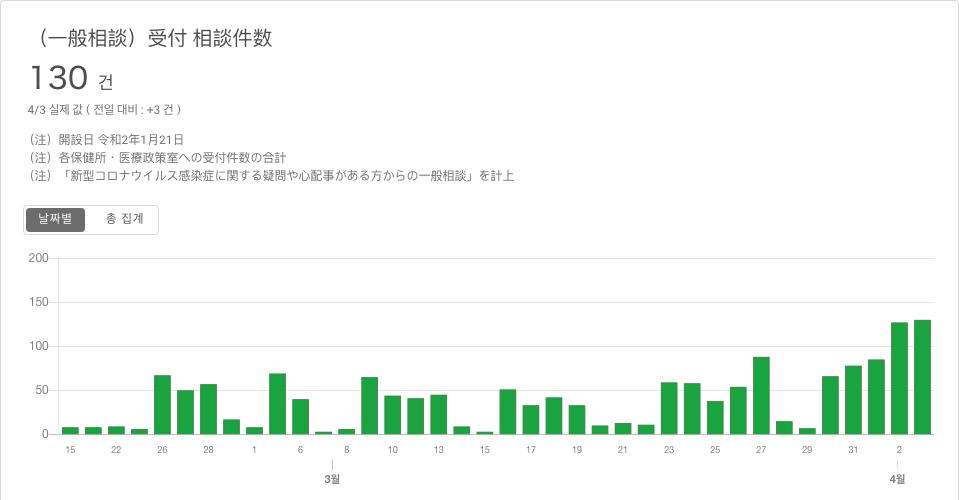 （一般相談）受付 相談件数
130 건
4/3 실제 값 ( 전일 대비 : +3 건 )
（注）開設日 令和2年1月21日
（注）各保健所・医療政策室への受付件数の合計
（注）「新型コロナウイルス感染症に関する疑問や心配事がある方からの一般相談」を計上
날짜별 총 집계
200
150
100
50
0
15 22 26 28 1 6 8 10 13 15 17 19 21 23 25 27 29 31 2
3월 4월